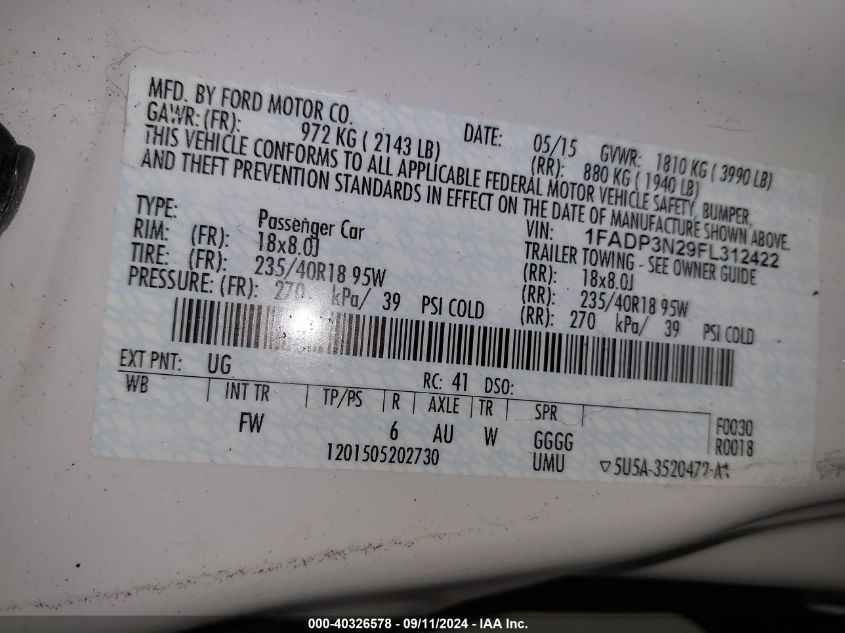 MFD. BY FORD MOTOR CO. DATE: 05/15 GVWR: 1810 KG ( 3990 LB)
GAWR: (FR): 972 KG ( 2143 LB) (RR): 880 KG ( 1940 LB)
THIS VEHICLE CONFORMS TO ALL APPLICABLE FEDERAL MOTOR VEHICLE SAFETY, BUMPER,
AND THEFT PREVENTION STANDARDS IN EFFECT ON THE DATE OF MANUFACTURE SHOWN ABOVE.
VIN: 1FADP3N29FL312422
TYPE: Passenger Car TRAILER TOWING - SEE OWNER GUIDE
RIM: (FR): 18x8.0J (RR): 18x8.0J
TIRE: (FR): 235/40R18 95W (RR): 235/40R18 95W
PRESSURE: (FR): 270 kPa/ 39 PSI COLD (RR): 270 kPa/ 39 PSI COLD
EXT PNT: UG RC: 41 DSO:
WB INT TR TP/PS R AXLE TR SPR F0030
FW 6 AU W GGGG R0018
1201505202730 UMU ▽5U5A-3520472-A*
000-40326578 - 09/11/2024 - IAA Inc.